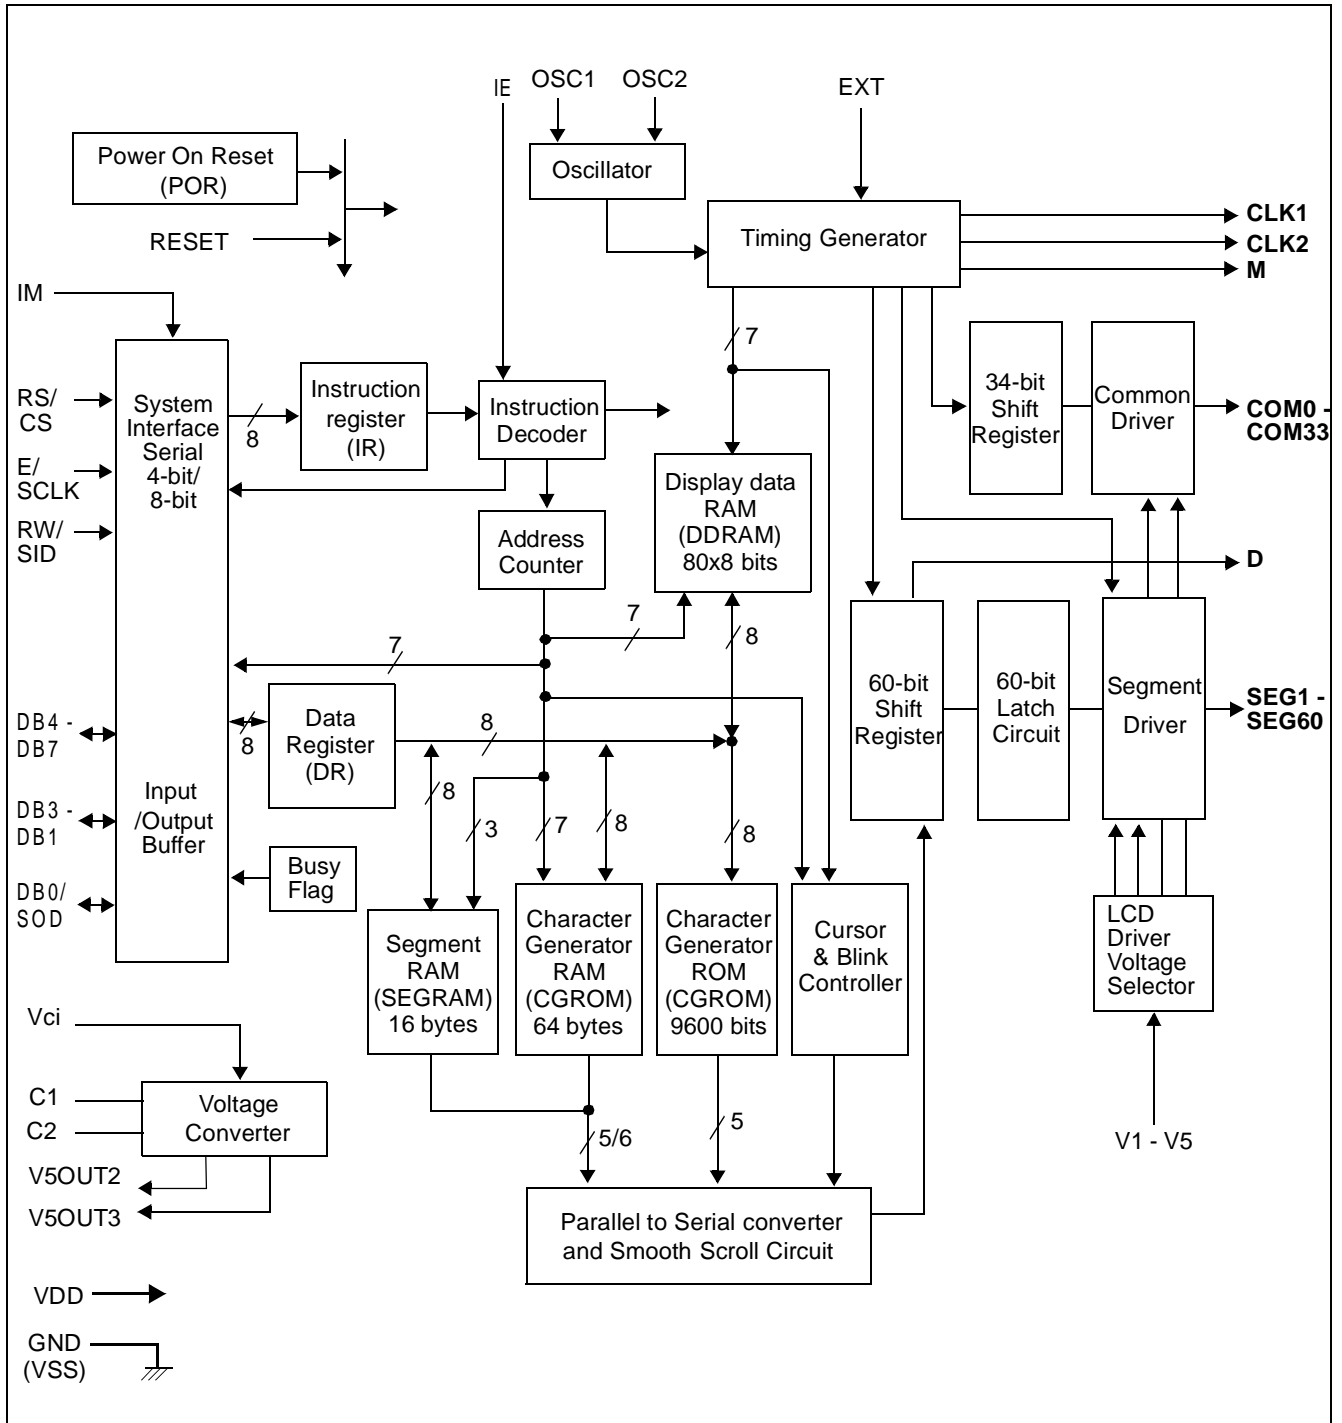 IE
OSC1
OSC2
EXT
Power On Reset
(POR)
Oscillator
RESET
Timing Generator
CLK1
CLK2
M
IM
7
RS/
CS
E/
SCLK
RW/
SID
System
Interface
Serial
4-bit/
8-bit
8
Instruction
register
(IR)
Instruction
Decoder
34-bit
Shift
Register
Common
Driver
COM0 -
COM33
Address
Counter
Display data
RAM
(DDRAM)
80x8 bits
D
7
7
8
60-bit
Shift
Register
60-bit
Latch
Circuit
Segment
Driver
SEG1 -
SEG60
DB4 -
DB7
8
Data
Register
(DR)
8
DB3 -
DB1
Input
/Output
Buffer
8
3
7
8
8
DB0/
SOD
Busy
Flag
Segment
RAM
(SEGRAM)
16 bytes
Character
Generator
RAM
(CGROM)
64 bytes
Character
Generator
ROM
(CGROM)
9600 bits
Cursor
& Blink
Controller
LCD
Driver
Voltage
Selector
Vci
C1
C2
Voltage
Converter
V5OUT2
V5OUT3
5/6
5
V1 - V5
Parallel to Serial converter
and Smooth Scroll Circuit
VDD
GND
(VSS)